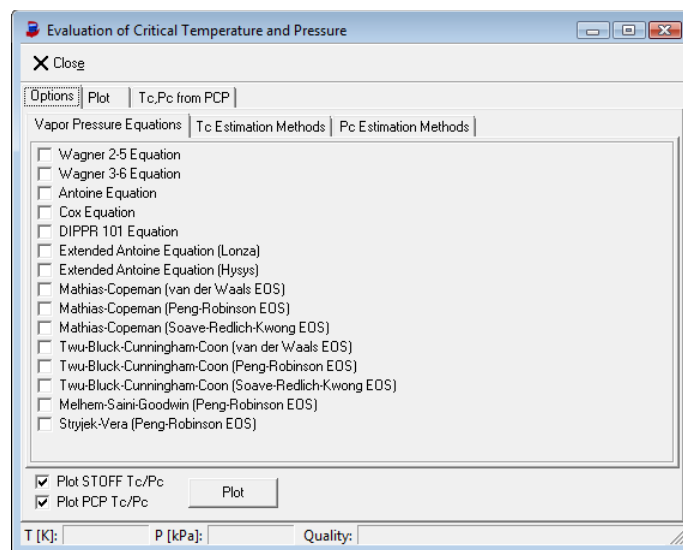 Evaluation of Critical Temperature and Pressure
Close
Options Plot Tc,Pc from PCP
Vapor Pressure Equations Tc Estimation Methods Pc Estimation Methods
Wagner 2-5 Equation
Wagner 3-6 Equation
Antoine Equation
Cox Equation
DIPPR 101 Equation
Extended Antoine Equation (Lonza)
Extended Antoine Equation (Hysys)
Mathias-Copeman (van der Waals EOS)
Mathias-Copeman (Peng-Robinson EOS)
Mathias-Copeman (Soave-Redlich-Kwong EOS)
Twu-Bluck-Cunningham-Coon (van der Waals EOS)
Twu-Bluck-Cunningham-Coon (Peng-Robinson EOS)
Twu-Bluck-Cunningham-Coon (Soave-Redlich-Kwong EOS)
Melhem-Saini-Goodwin (Peng-Robinson EOS)
Stryjek-Vera (Peng-Robinson EOS)
Plot STOFF Tc/Pc
Plot PCP Tc/Pc
Plot
T [K]: P [kPa]: Quality: